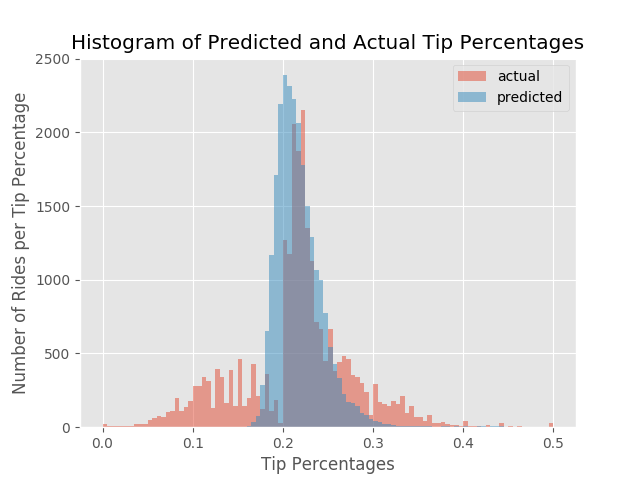 Histogram of Predicted and Actual Tip Percentages
actual
predicted
Number of Rides per Tip Percentage
2500
2000
1500
1000
500
0
0.0 0.1 0.2 0.3 0.4 0.5
Tip Percentages